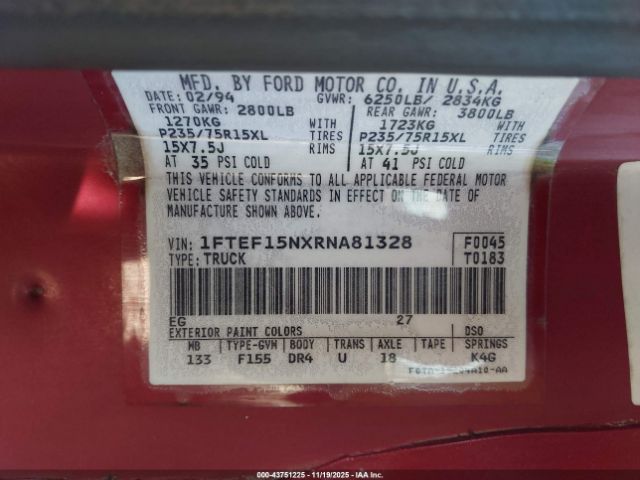 MFD. BY FORD MOTOR CO. IN U.S.A.
DATE: 02/94 GVWR: 6250LB/ 2834KG
FRONT GAWR: 2800LB REAR GAWR: 3800LB
1270KG WITH 1723KG WITH
P235/75R15XL TIRES P235/75R15XL TIRES
15X7.5J RIMS 15X7.5J RIMS
AT 35 PSI COLD AT 41 PSI COLD
THIS VEHICLE CONFORMS TO ALL APPLICABLE FEDERAL MOTOR
VEHICLE SAFETY STANDARDS IN EFFECT ON THE DATE OF
MANUFACTURE SHOWN ABOVE.
VIN: 1FTEF15NXRNA81328 F0045
TYPE: TRUCK T0183
EG 27
EXTERIOR PAINT COLORS DSO
WB TYPE-GVW BODY TRANS AXLE TAPE SPRINGS
133 F155 DR4 U 18 K4G
000-43751225 - 11/19/2025 - IAAI.com